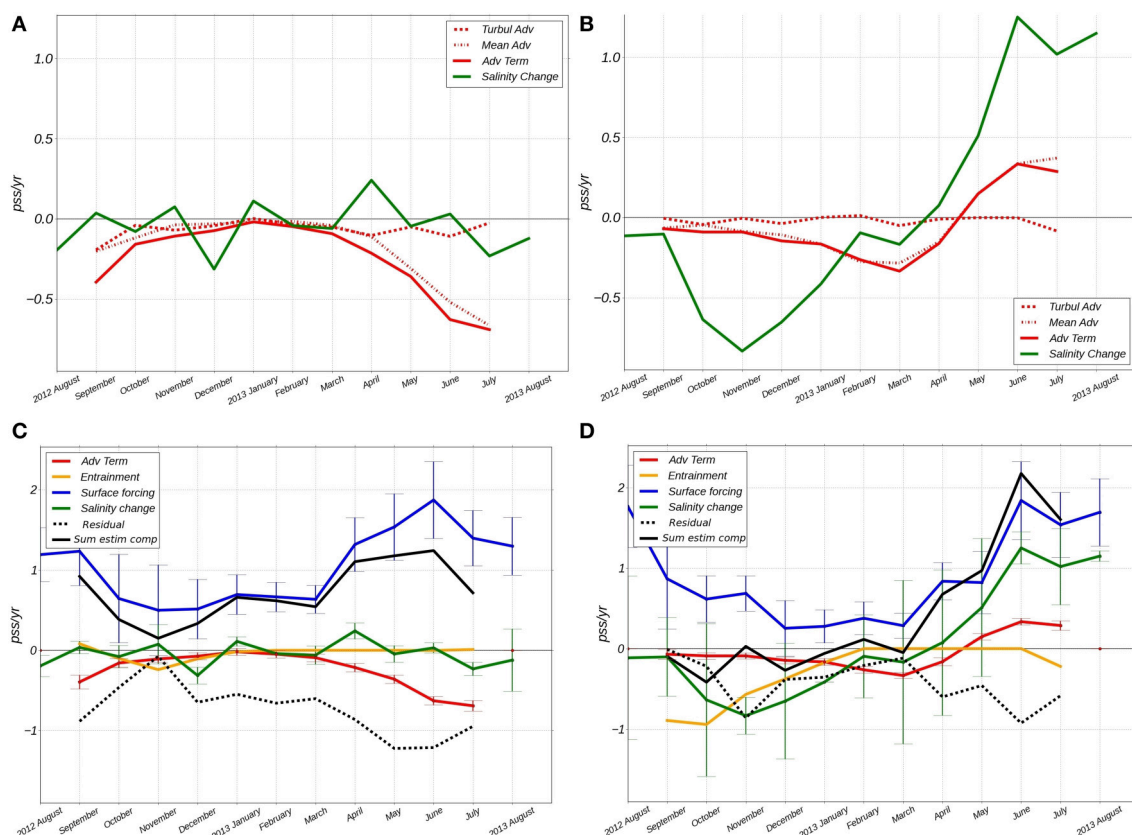 A
Turbul Adv
Mean Adv
Adv Term
Salinity Change
1.0
0.5
0.0
−0.5
pss/yr
2012 August
September
October
November
December
2013 January
February
March
April
May
June
July
2013 August
B
1.0
0.5
0.0
−0.5
pss/yr
Turbul Adv
Mean Adv
Adv Term
Salinity Change
2012 August
September
October
November
December
2013 January
February
March
April
May
June
July
2013 August
C
Adv Term
Entrainment
Surface forcing
Salinity change
Residual
Sum estim comp
2
1
0
−1
pss/yr
2012 August
September
October
November
December
2013 January
February
March
April
May
June
July
2013 August
D
Adv Term
Entrainment
Surface forcing
Salinity change
Residual
Sum estim comp
2
1
0
−1
pss/yr
2012 August
September
October
November
December
2013 January
February
March
April
May
June
July
2013 August